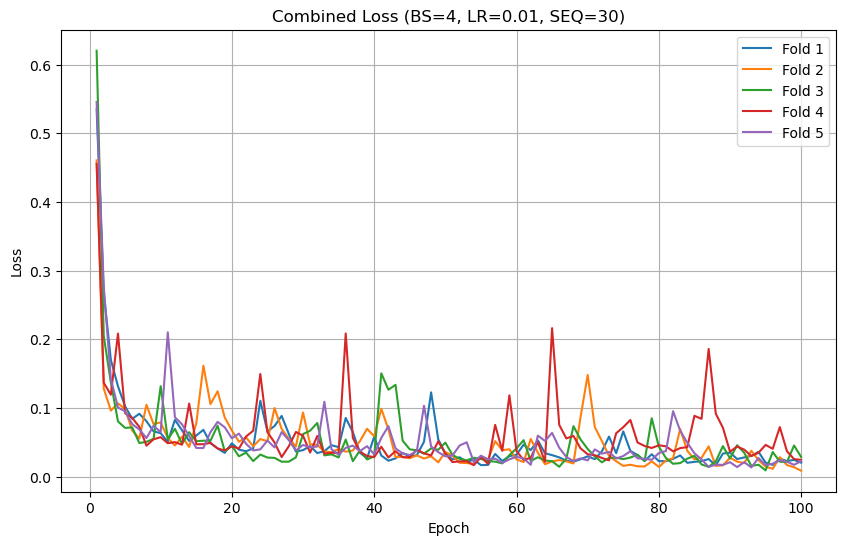 Combined Loss (BS=4, LR=0.01, SEQ=30)
Fold 1
Fold 2
Fold 3
Fold 4
Fold 5
Loss
0.6
0.5
0.4
0.3
0.2
0.1
0.0
0 20 40 60 80 100
Epoch